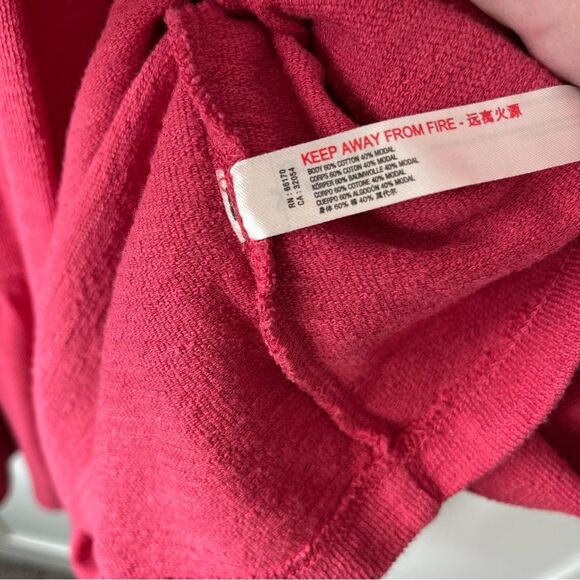 KEEP AWAY FROM FIRE - 远离火源
BODY 60% COTTON 40% MODAL
CORPS 60% COTON 40% MODAL
KÖRPER 60% BAUMWOLLE 40% MODAL
CORPO 60% COTONE 40% MODAL
CUERPO 60% ALGODÓN 40% MODAL
身体 60% 棉 40% 莫代尔
RN: 66170
CA: 32054